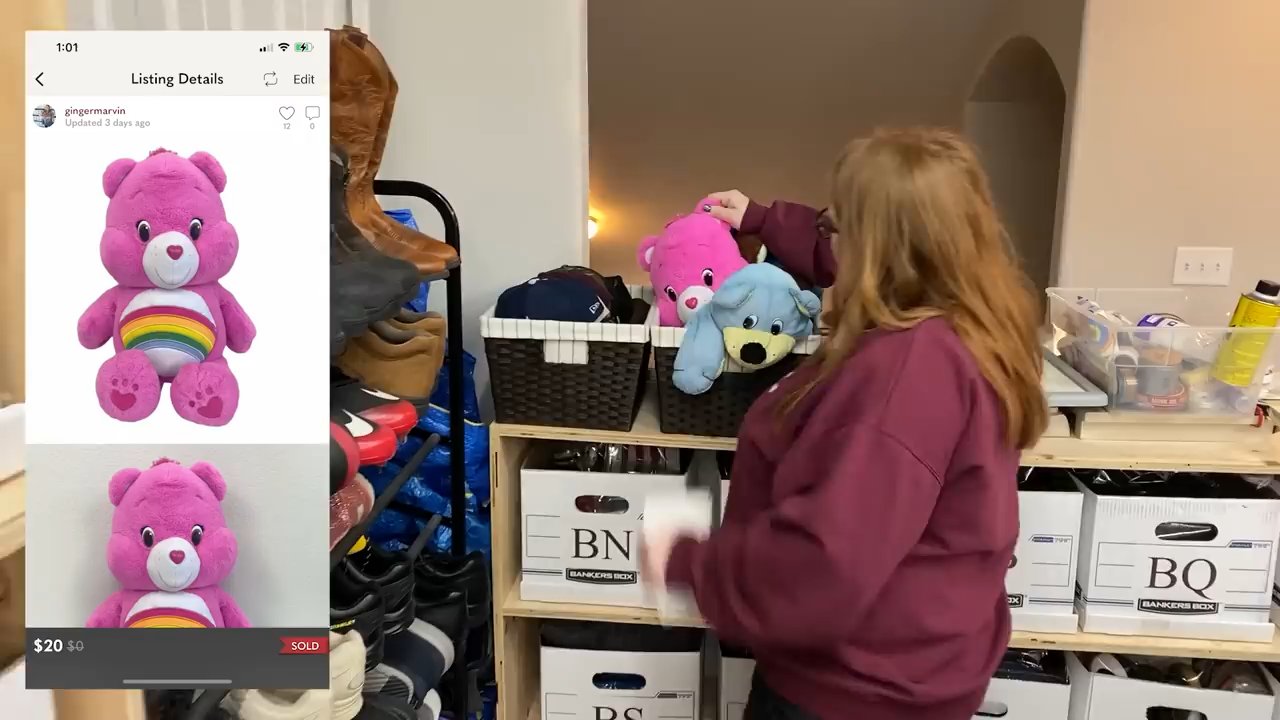 1:01
Listing Details
Edit
gingermarvin
Updated 3 days ago
12
0
$20 $0
SOLD
BN
BANKERS BOX
BQ
BANKERS BOX
BS